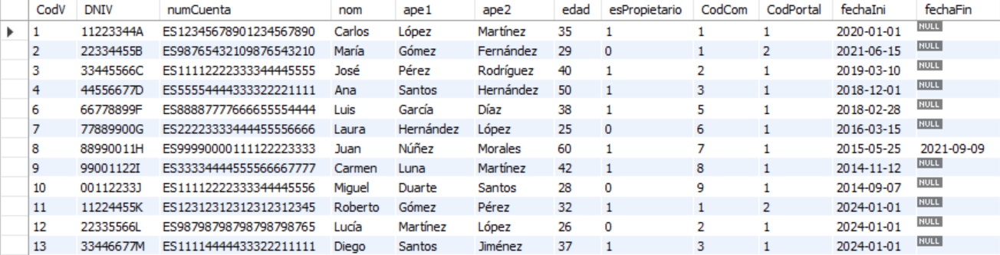 CodV DNIV numCuenta nom ape1 ape2 edad esPropietario CodCom CodPortal fechaIni fechaFin
1 11223344A ES12345678901234567890 Carlos López Martínez 35 1 1 1 2020-01-01 NULL
2 22334455B ES98765432109876543210 María Gómez Fernández 29 0 1 2 2021-06-15 NULL
3 33445566C ES11112222333344445555 José Pérez Rodríguez 40 1 2 1 2019-03-10 NULL
4 44556677D ES55554444333322221111 Ana Santos Hernández 50 1 3 1 2018-12-01 NULL
6 66778899F ES88887777666655554444 Luis García Díaz 38 1 5 1 2018-02-28 NULL
7 77889900G ES22223333444455556666 Laura Hernández López 25 0 6 1 2016-03-15 NULL
8 88990011H ES99990000111122223333 Juan Núñez Morales 60 1 7 1 2015-05-25 2021-09-09
9 99001122I ES33334444555566667777 Carmen Luna Martínez 42 1 8 1 2014-11-12 NULL
10 00112233J ES11112222333344445556 Miguel Duarte Santos 28 0 9 1 2014-09-07 NULL
11 11224455K ES12312312312312312345 Roberto Gómez Pérez 32 1 1 2 2024-01-01 NULL
12 22335566L ES98798798798798798765 Lucía Martínez López 26 0 2 1 2024-01-01 NULL
13 33446677M ES11114444433322211111 Diego Santos Jiménez 37 1 3 1 2024-01-01 NULL